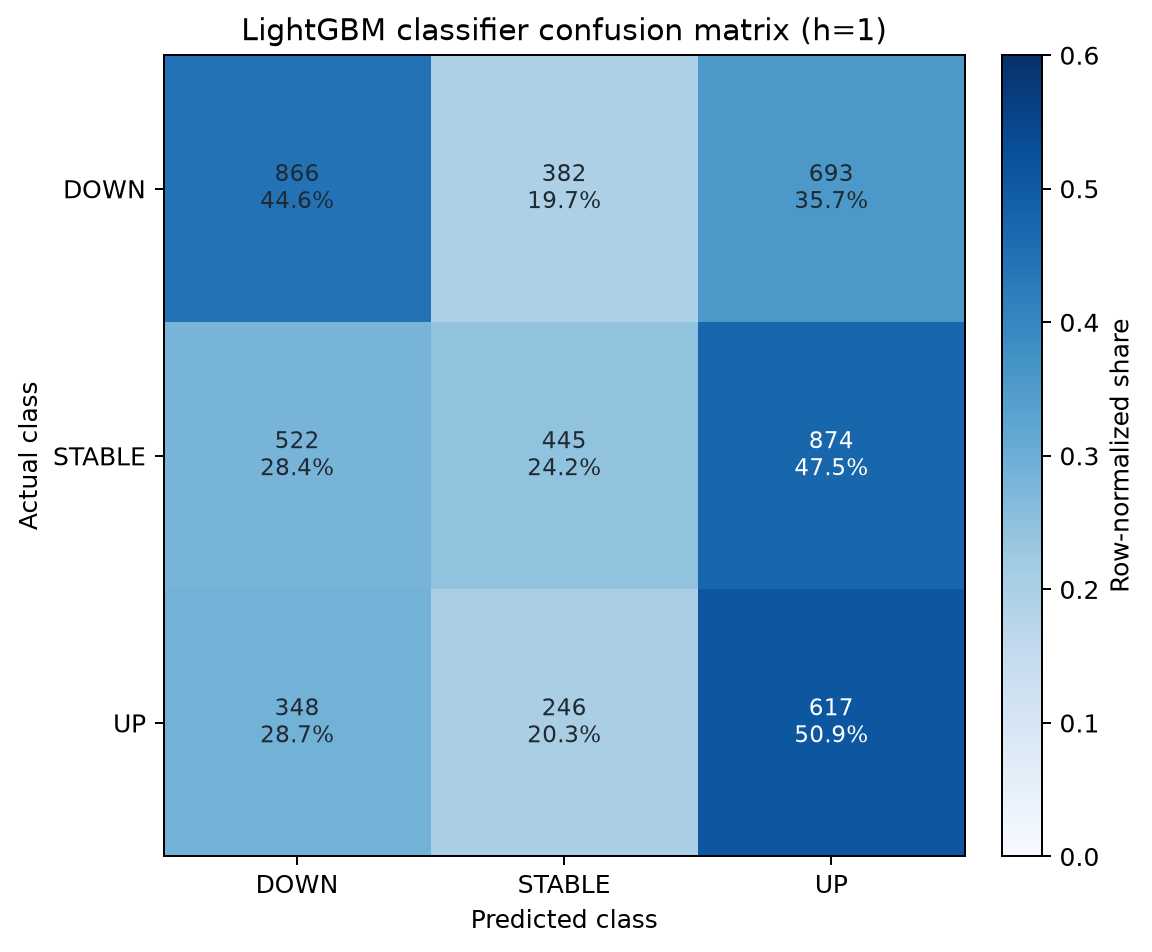 LightGBM classifier confusion matrix (h=1)
DOWN
866
44.6%
382
19.7%
693
35.7%
STABLE
522
28.4%
445
24.2%
874
47.5%
UP
348
28.7%
246
20.3%
617
50.9%
DOWN
STABLE
UP
Predicted class
Actual class
0.6
0.5
0.4
0.3
0.2
0.1
0.0
Row-normalized share